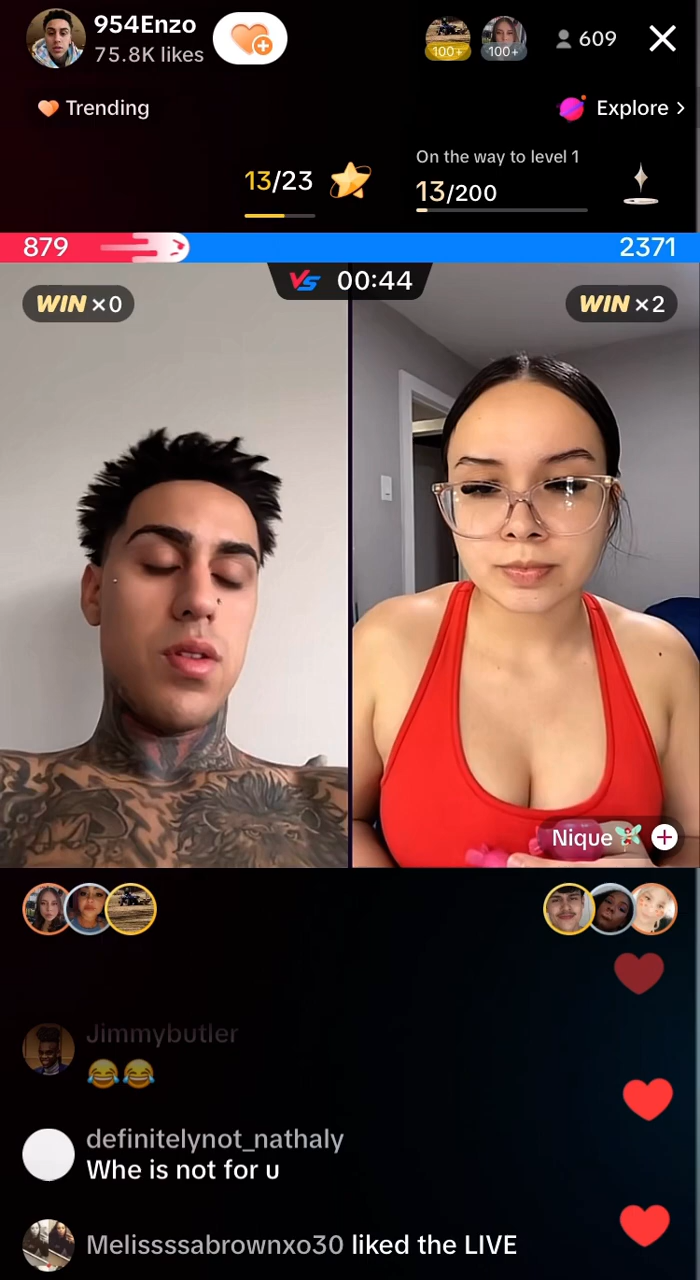 954Enzo
75.8K likes
100+
100+
609
Trending
Explore >
On the way to level 1
13/23
13/200
879
2371
VS 00:44
WIN ×0
WIN ×2
Nique
Jimmybutler
😂😂
definitelynot_nathaly
Whe is not for u
Melissssabrownxo30 liked the LIVE